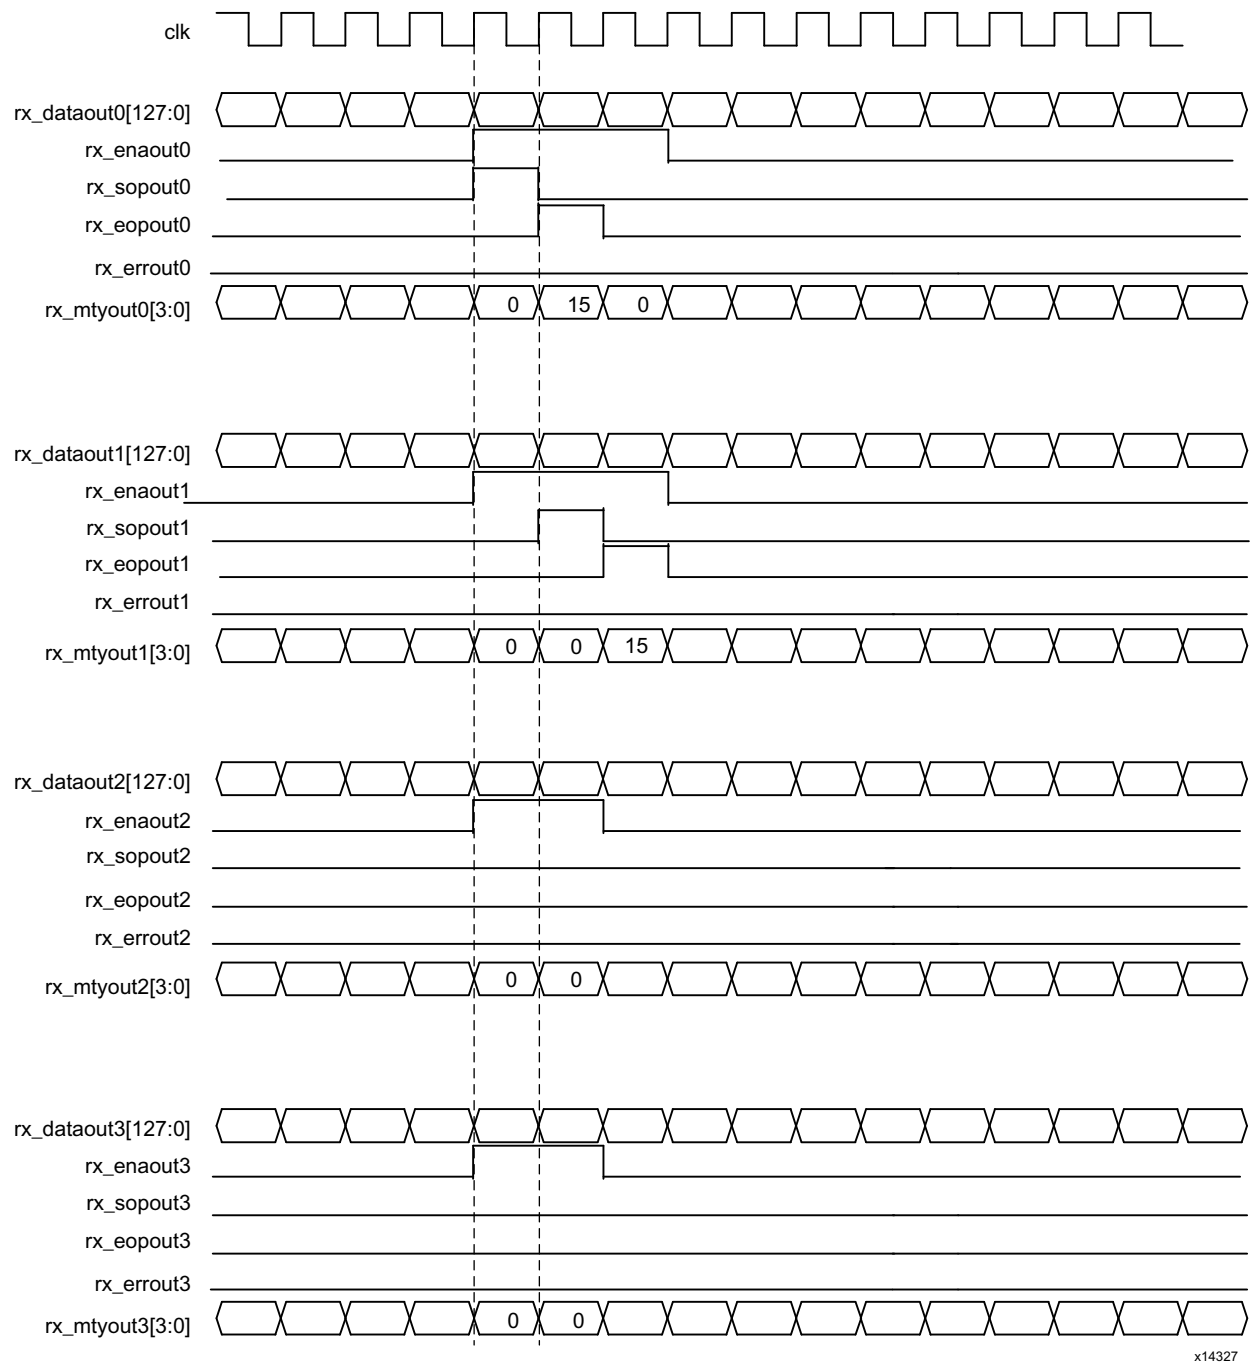 clk
rx_dataout0[127:0]
rx_enaout0
rx_sopout0
rx_eopout0
rx_errout0
rx_mtyout0[3:0] 0 15 0
rx_dataout1[127:0]
rx_enaout1
rx_sopout1
rx_eopout1
rx_errout1
rx_mtyout1[3:0] 0 0 15
rx_dataout2[127:0]
rx_enaout2
rx_sopout2
rx_eopout2
rx_errout2
rx_mtyout2[3:0] 0 0
rx_dataout3[127:0]
rx_enaout3
rx_sopout3
rx_eopout3
rx_errout3
rx_mtyout3[3:0] 0 0
x14327